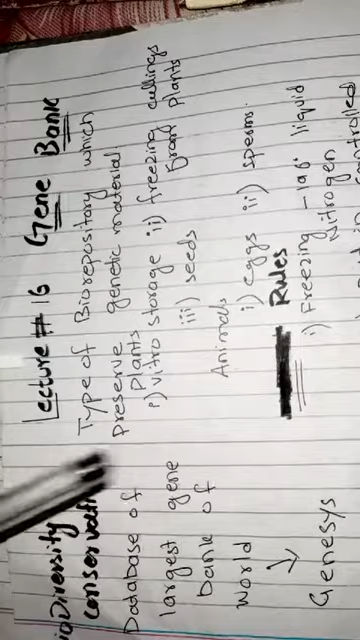 Lecture # 16 Gene Bank
Type of Biorepository which
preserve genetic material
Plants
i) vitro storage ii) freezing cuttings
iii) seeds from plants
Animals
i) eggs ii) sperms.
Rules
i) Freezing -196° liquid
Nitrogen
controlled
Diversity
Conservation
Database of
largest gene
bank of
world
↓
Genesys